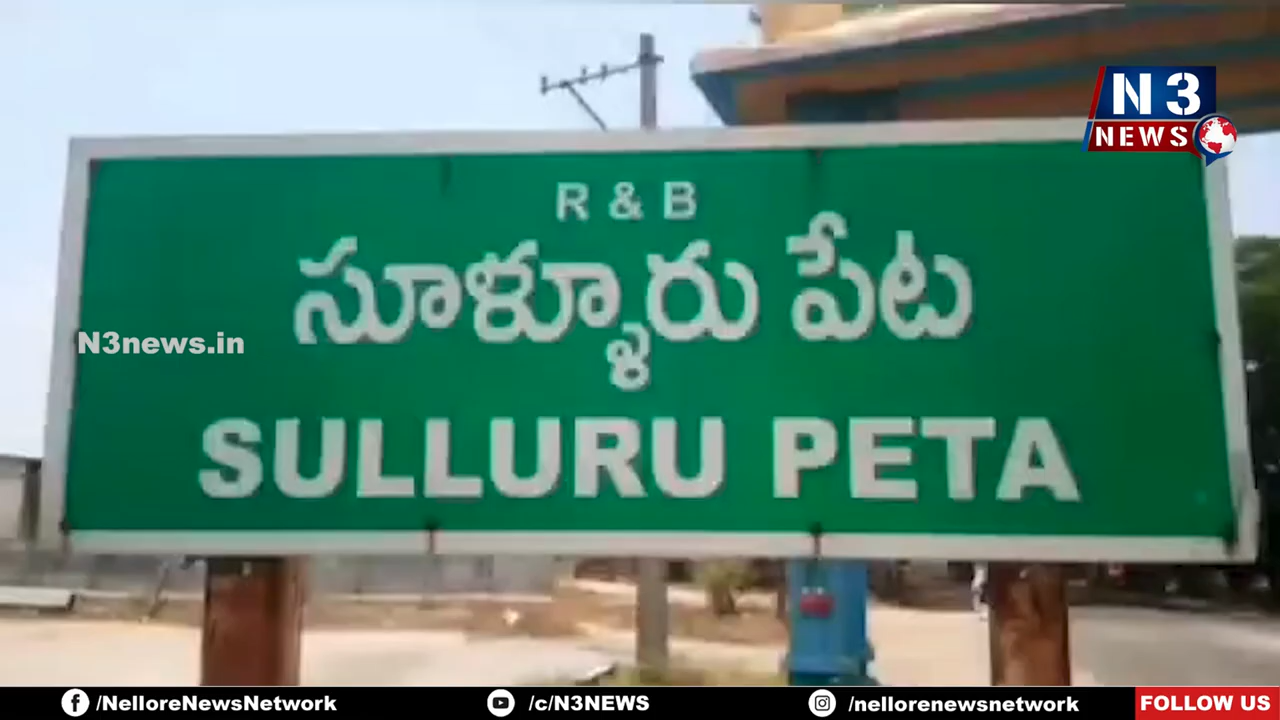 N3
NEWS
R & B
సూళ్ళూరు పేట
N3news.in
SULLURU PETA
/NelloreNewsNetwork
/c/N3NEWS
/nellorenewsnetwork
FOLLOW US